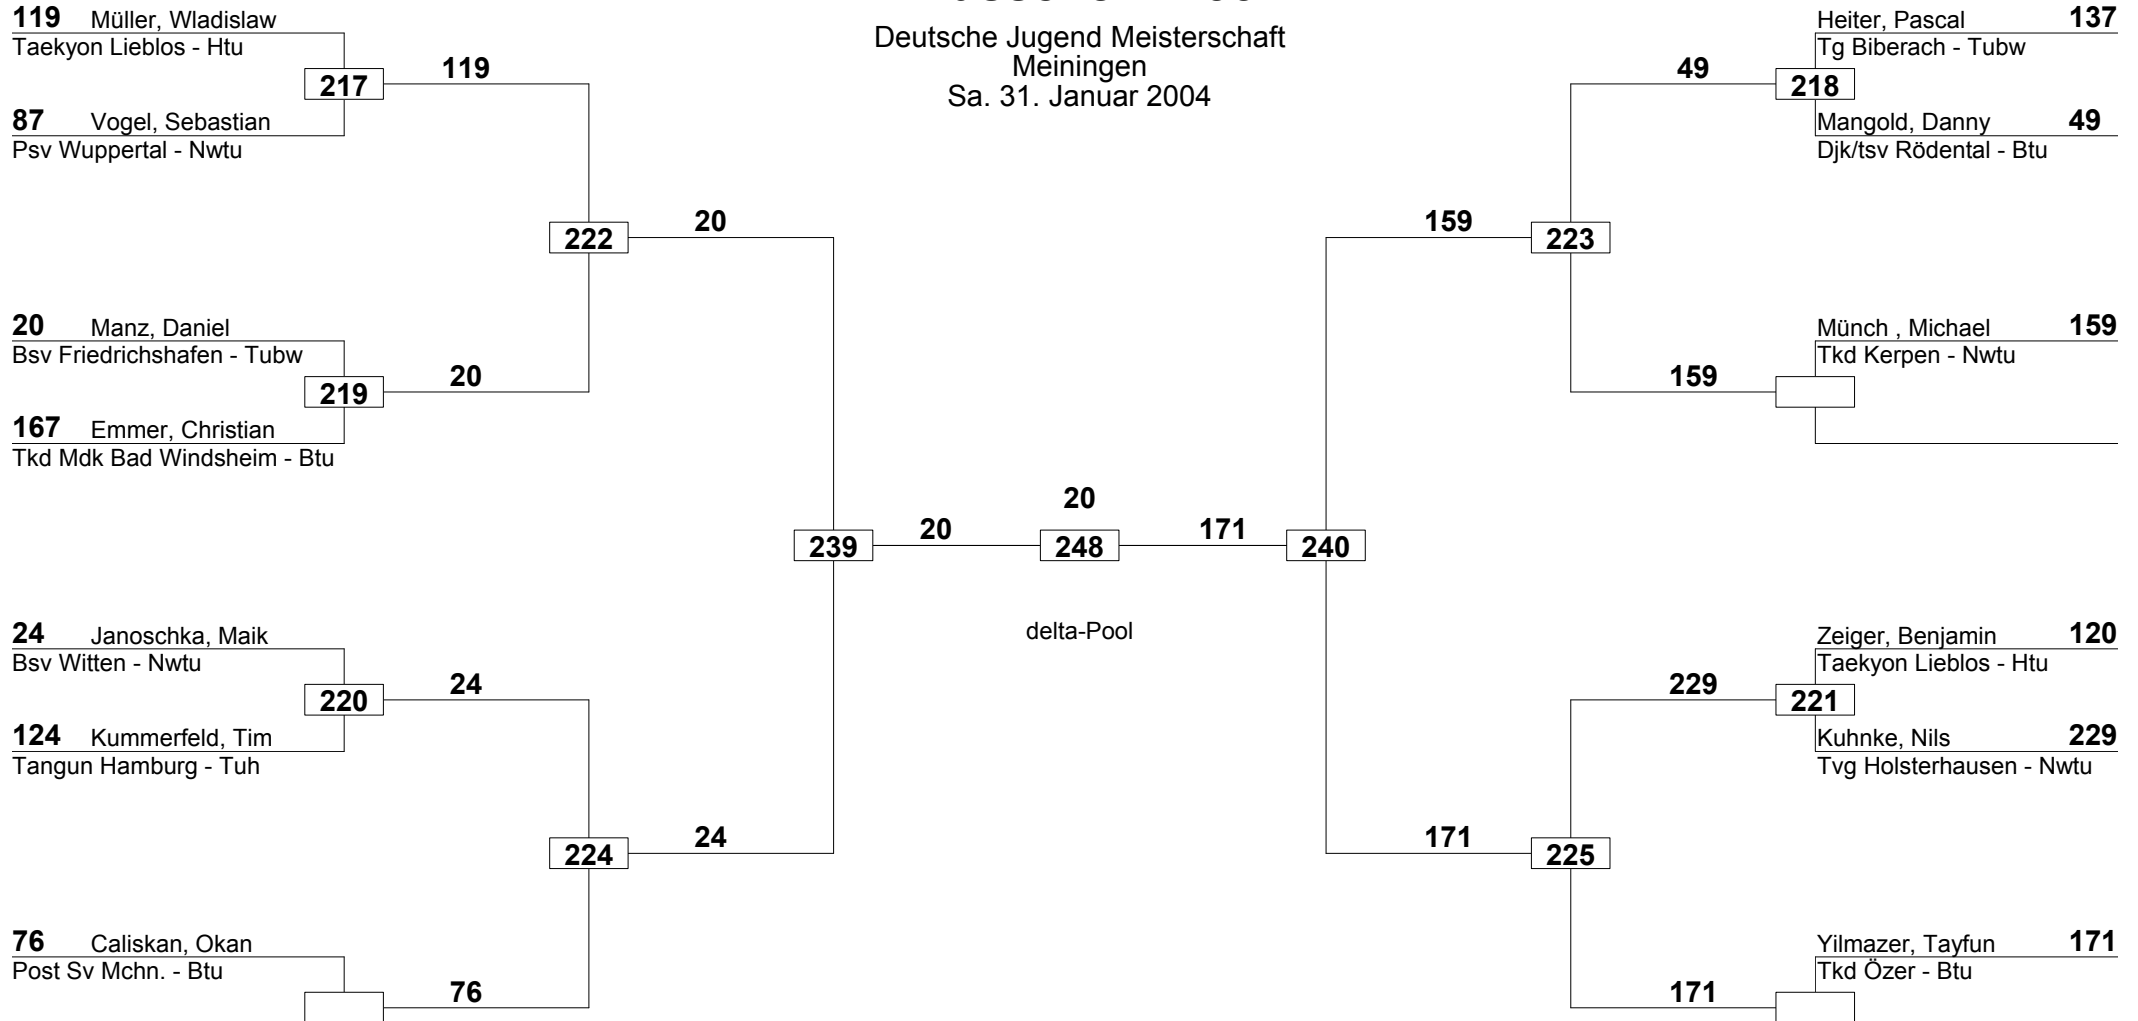 119 Müller, Wladislaw
Taekyon Lieblos - Htu
217
119
87 Vogel, Sebastian
Psv Wuppertal - Nwtu
222
20
20 Manz, Daniel
Bsv Friedrichshafen - Tubw
219
20
167 Emmer, Christian
Tkd Mdk Bad Windsheim - Btu
24 Janoschka, Maik
Bsv Witten - Nwtu
220
24
124 Kummerfeld, Tim
Tangun Hamburg - Tuh
224
24
76 Caliskan, Okan
Post Sv Mchn. - Btu
76
Deutsche Jugend Meisterschaft
Meiningen
Sa. 31. Januar 2004
20
239
20
248
171
240
delta-Pool
Heiter, Pascal 137
Tg Biberach - Tubw
49
218
Mangold, Danny 49
Djk/tsv Rödental - Btu
159
223
Münch , Michael 159
Tkd Kerpen - Nwtu
159
Zeiger, Benjamin 120
Taekyon Lieblos - Htu
229
221
Kuhnke, Nils 229
Tvg Holsterhausen - Nwtu
171
225
Yilmazer, Tayfun 171
Tkd Özer - Btu
171